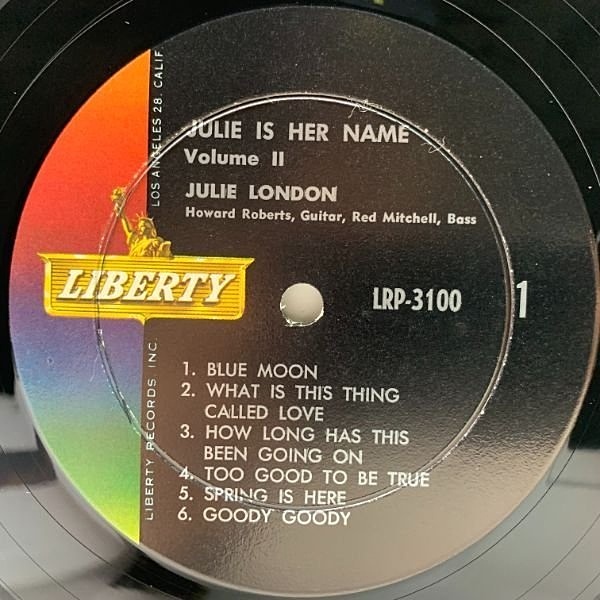 JULIE IS HER NAME
Volume II
JULIE LONDON
Howard Roberts, Guitar, Red Mitchell, Bass
LIBERTY
LRP-3100
1
1. BLUE MOON
2. WHAT IS THIS THING
CALLED LOVE
3. HOW LONG HAS THIS
BEEN GOING ON
4. TOO GOOD TO BE TRUE
5. SPRING IS HERE
6. GOODY GOODY
LIBERTY RECORDS INC.
LOS ANGELES 28, CALIF